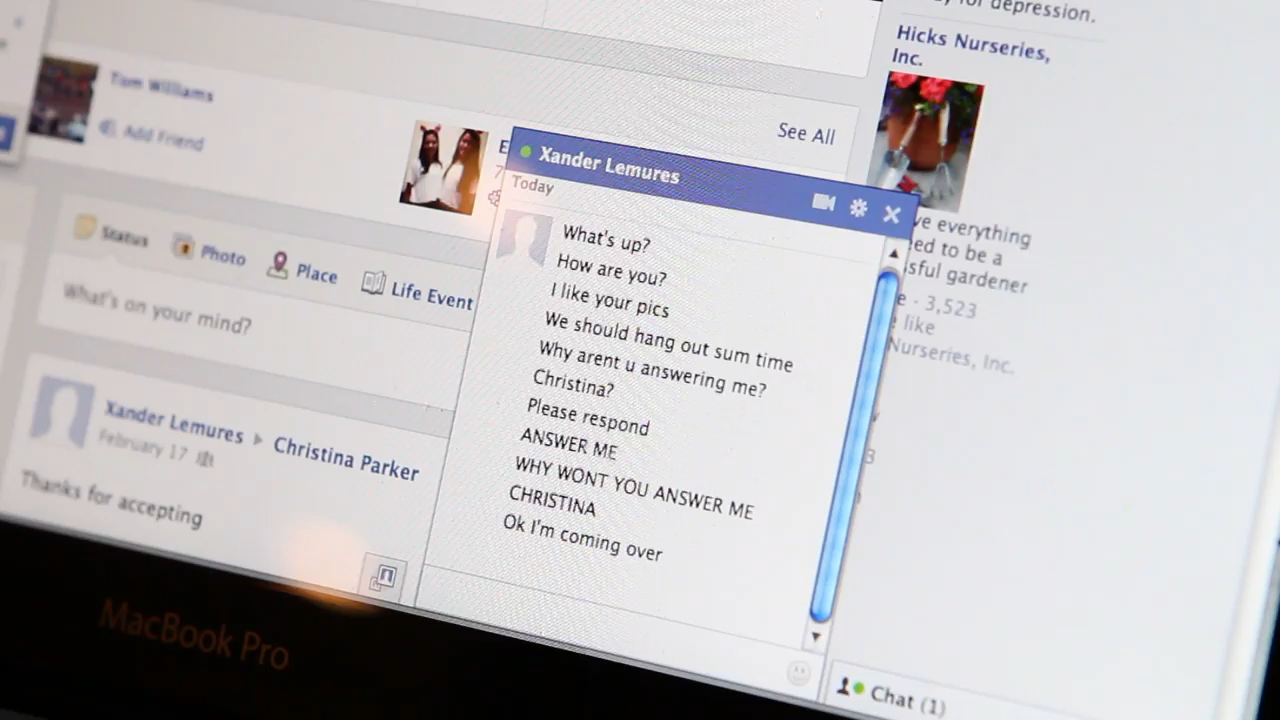 for depression.
Hicks Nurseries,
Inc.
Tom Williams
Add Friend
See All
Xander Lemures
Today
What's up?
How are you?
I like your pics
We should hang out sum time
Why arent u answering me?
Christina?
Please respond
ANSWER ME
WHY WONT YOU ANSWER ME
CHRISTINA
Ok I'm coming over
everything
to be a
gardener
3,523
like
Nurseries, Inc.
Status
Photo
Place
Life Event
What's on your mind?
Xander Lemures
Christina Parker
February 17
Thanks for accepting
Chat (1)
MacBook Pro